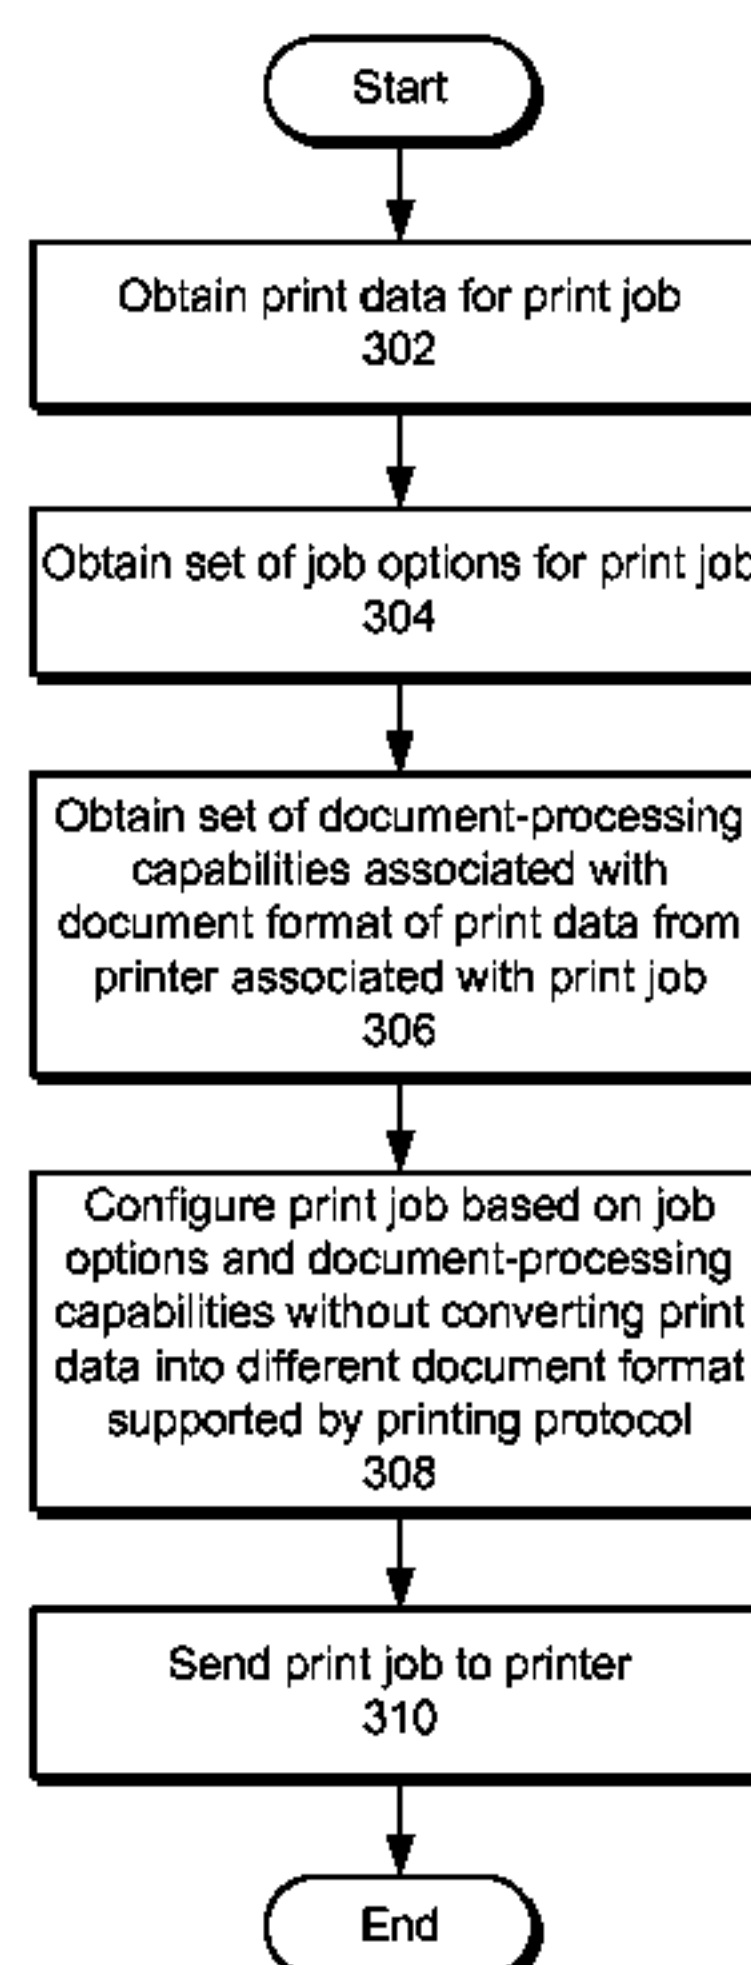 Start
Obtain print data for print job
302
Obtain set of job options for print job
304
Obtain set of document-processing
capabilities associated with
document format of print data from
printer associated with print job
306
Configure print job based on job
options and document-processing
capabilities without converting print
data into different document format
supported by printing protocol
308
Send print job to printer
310
End